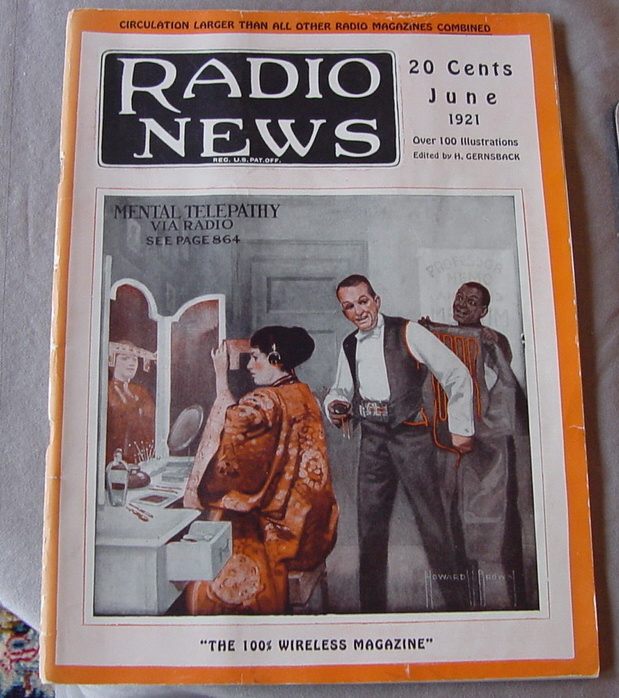 CIRCULATION LARGER THAN ALL OTHER RADIO MAGAZINES COMBINED
RADIO
NEWS
REG. U.S. PAT. OFF.
20 Cents
June
1921
Over 100 Illustrations
Edited by H. GERNSBACK
MENTAL TELEPATHY
VIA RADIO
SEE PAGE 864
HOWARD BROWN
"THE 100% WIRELESS MAGAZINE"